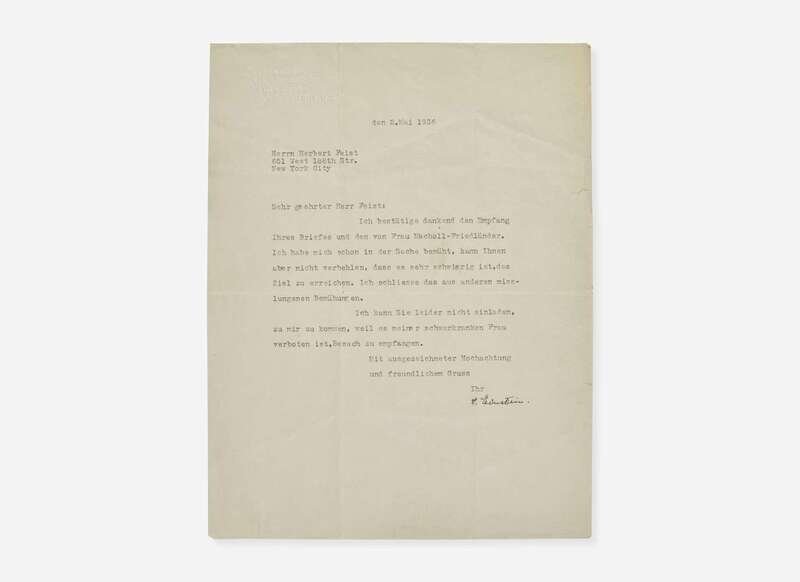 den 2.Mai 1936
Herrn Herbert Feist
601 West 168th Str.
New York City
Sehr geehrter Herr Feist:
Ich bestätige dankend den Empfang
Ihres Briefes und den von Frau Macholl-Friedländer.
Ich habe mich schon in der Sache bemüht, kann Ihnen
aber nicht verhehlen, dass es sehr schwierig ist, das
Ziel zu erreichen. Ich schliesse das aus anderen miss-
lungenen Bemühungen.
Ich kann Sie leider nicht einladen,
zu mir zu kommen, weil es meiner schwerkranken Frau
verboten ist, Besuch zu empfangen.
Mit ausgezeichneter Hochachtung
und freundlichem Gruss
Ihr
A. Einstein.